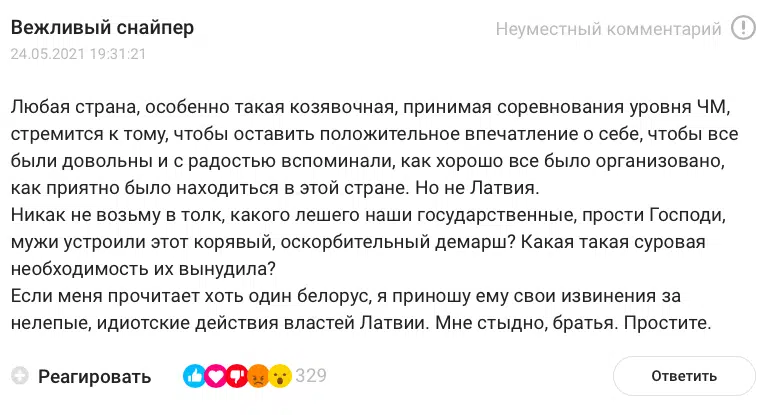 Вежливый снайпер
Неуместный комментарий
24.05.2021 19:31:21
Любая страна, особенно такая козявочная, принимая соревнования уровня ЧМ,
стремится к тому, чтобы оставить положительное впечатление о себе, чтобы все
были довольны и с радостью вспоминали, как хорошо все было организовано,
как приятно было находиться в этой стране. Но не Латвия.
Никак не возьму в толк, какого лешего наши государственные, прости Господи,
мужи устроили этот корявый, оскорбительный демарш? Какая такая суровая
необходимость их вынудила?
Если меня прочитает хоть один белорус, я приношу ему свои извинения за
нелепые, идиотские действия властей Латвии. Мне стыдно, братья. Простите.
Реагировать
329
Ответить